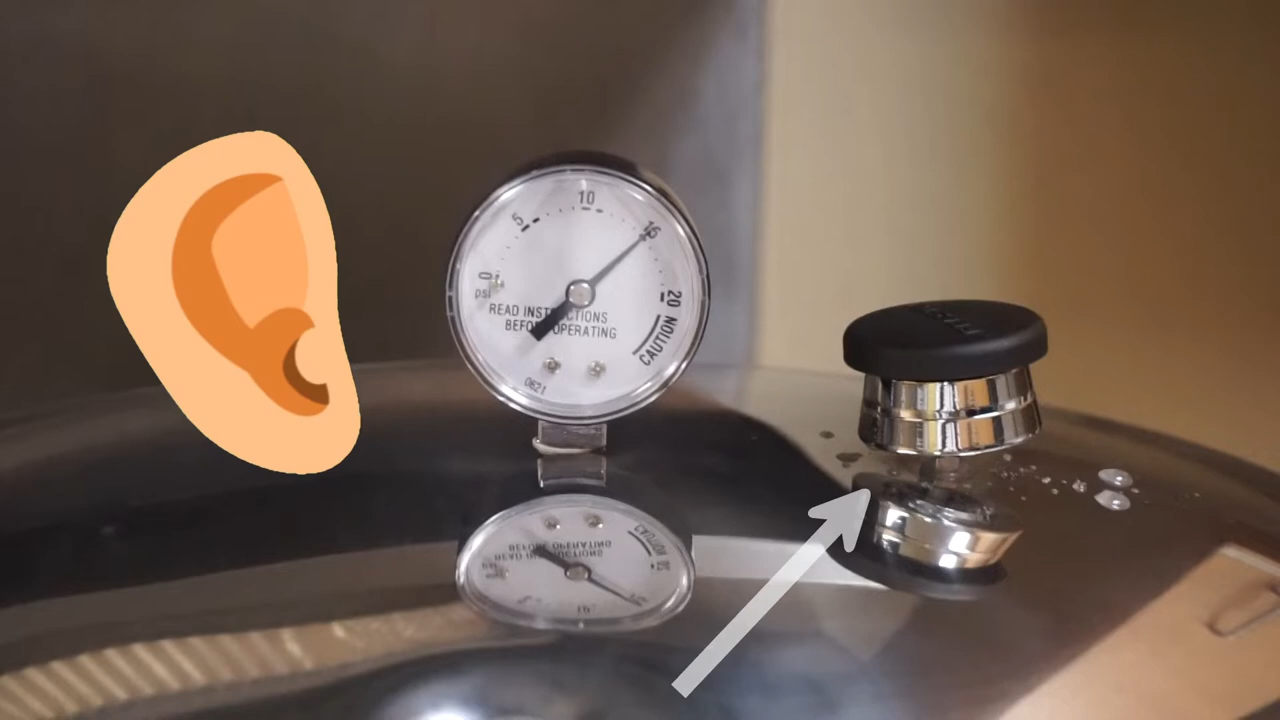 10
5
15
0
20
psi
READ INSTRUCTIONS
BEFORE OPERATING
CAUTION
0621